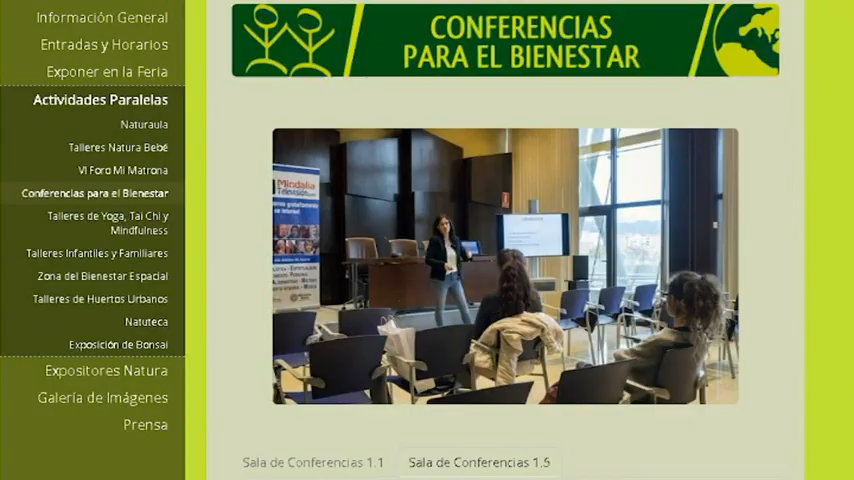 Información General
Entradas y Horarios
Exponer en la Feria
Actividades Paralelas
Naturaula
Talleres Natura Bebé
VI Foro Mi Matrona
Conferencias para el Bienestar
Talleres de Yoga, Tai Chi y
Mindfulness
Talleres Infantiles y Familiares
Zona del Bienestar Espacial
Talleres de Huertos Urbanos
Natuteca
Exposición de Bonsai
Expositores Natura
Galería de Imágenes
Prensa
CONFERENCIAS
PARA EL BIENESTAR
Mindalia
Televisión
Sala de Conferencias 1.1
Sala de Conferencias 1.5